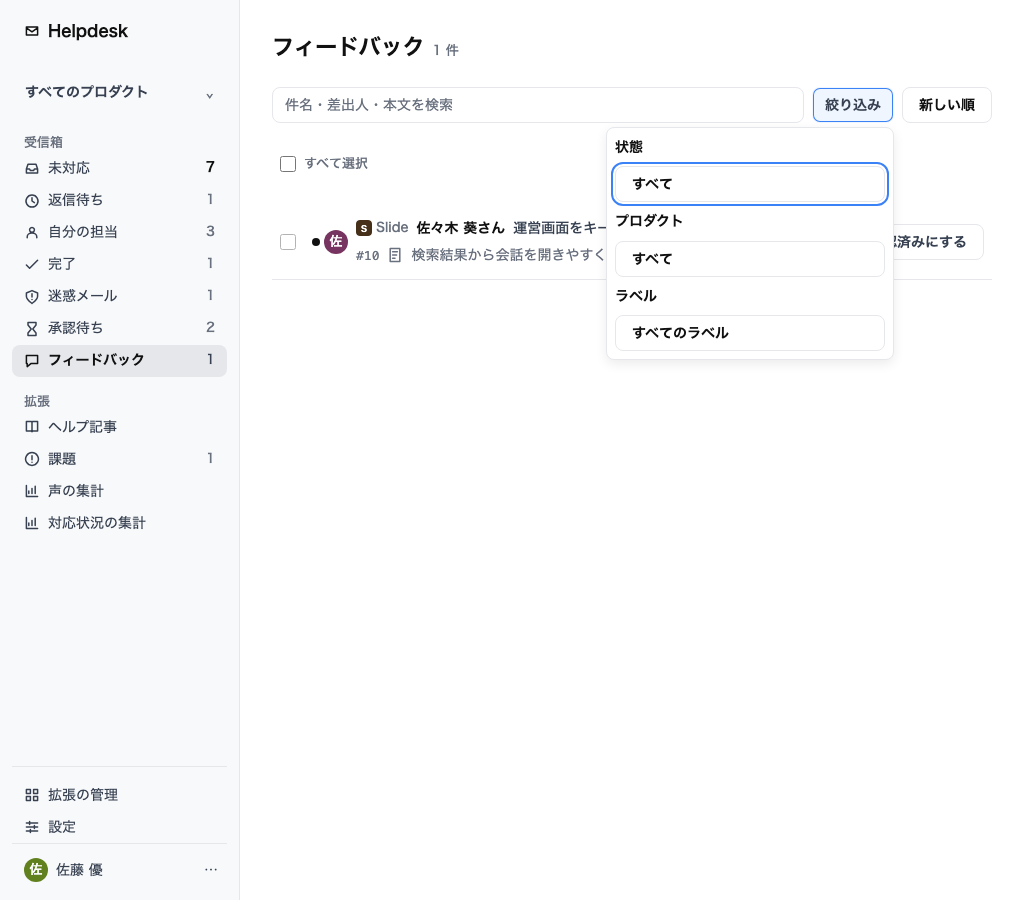 Helpdesk
すべてのプロダクト
受信箱
未対応 7
返信待ち 1
自分の担当 3
完了 1
迷惑メール 1
承認待ち 2
フィードバック 1
拡張
ヘルプ記事
課題 1
声の集計
対応状況の集計
拡張の管理
設定
佐 佐藤 優 …
フィードバック 1 件
件名・差出人・本文を検索 絞り込み 新しい順
すべて選択
佐 S Slide 佐々木 葵さん 運営画面をキー
#10 検索結果から会話を開きやすく
済みにする
状態
すべて
プロダクト
すべて
ラベル
すべてのラベル